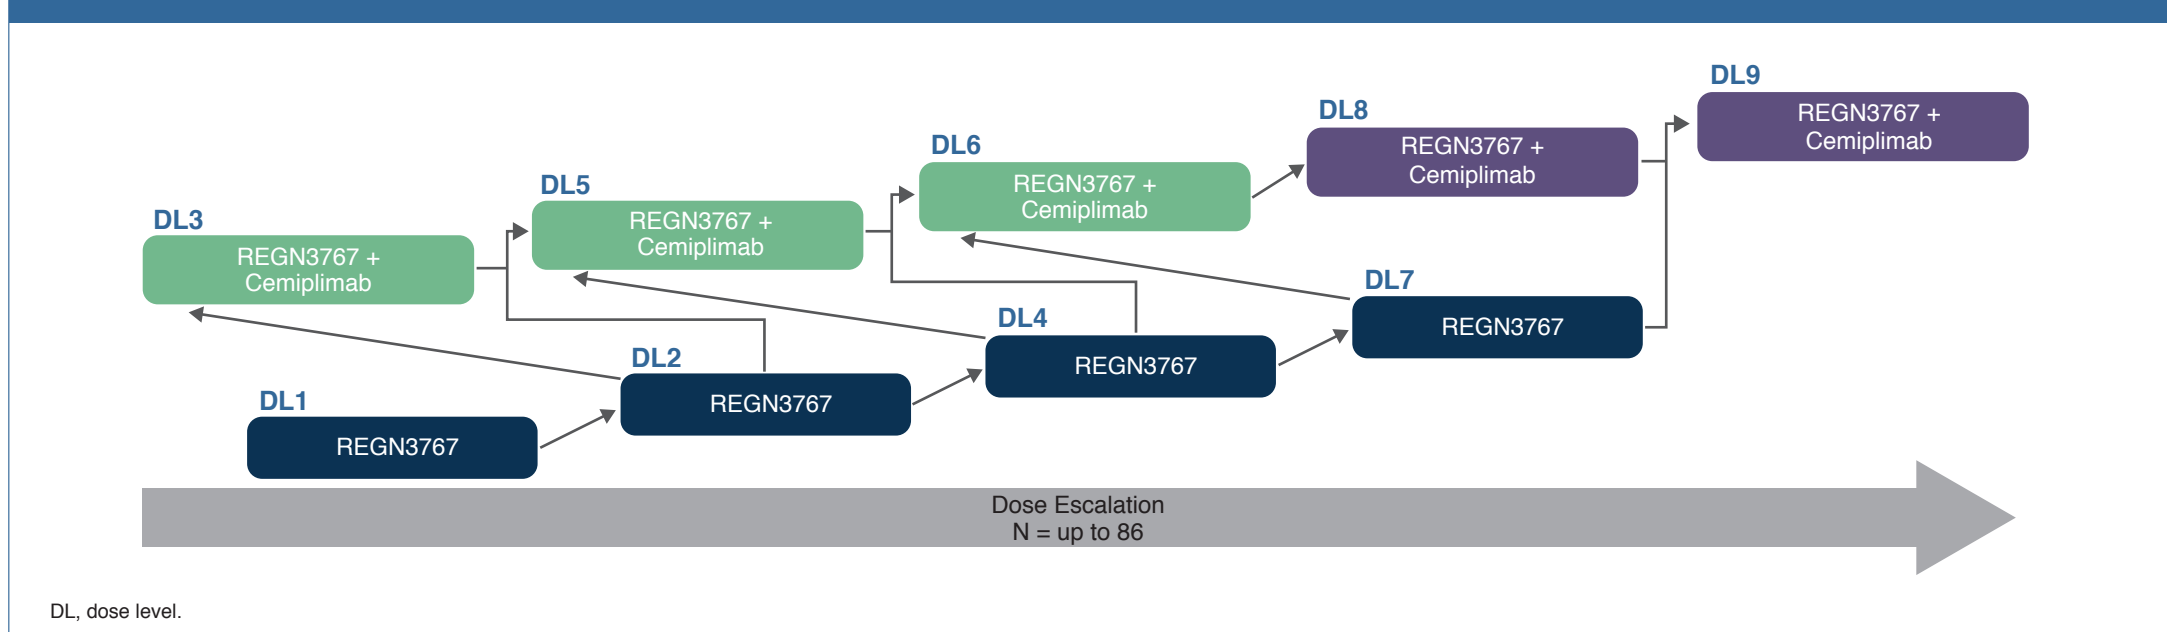 DL9
REGN3767 +
Cemiplimab
DL8
REGN3767 +
Cemiplimab
DL6
REGN3767 +
Cemiplimab
DL5
REGN3767 +
Cemiplimab
DL3
REGN3767 +
Cemiplimab
DL7
REGN3767
DL4
REGN3767
DL2
REGN3767
DL1
REGN3767
Dose Escalation
N = up to 86
DL, dose level.